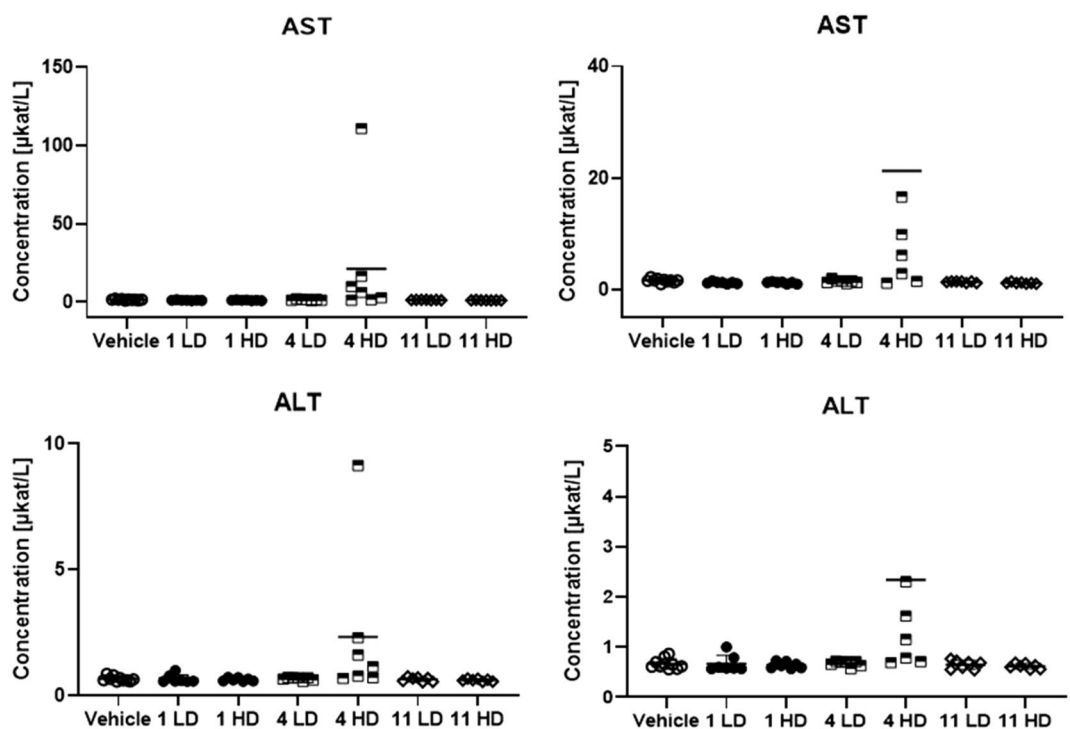 AST
Concentration [µkat/L]
150
100
50
0
Vehicle 1 LD 1 HD 4 LD 4 HD 11 LD 11 HD
AST
Concentration [µkat/L]
40
20
0
Vehicle 1 LD 1 HD 4 LD 4 HD 11 LD 11 HD
ALT
Concentration [µkat/L]
10
5
0
Vehicle 1 LD 1 HD 4 LD 4 HD 11 LD 11 HD
ALT
Concentration [µkat/L]
5
4
3
2
1
0
Vehicle 1 LD 1 HD 4 LD 4 HD 11 LD 11 HD